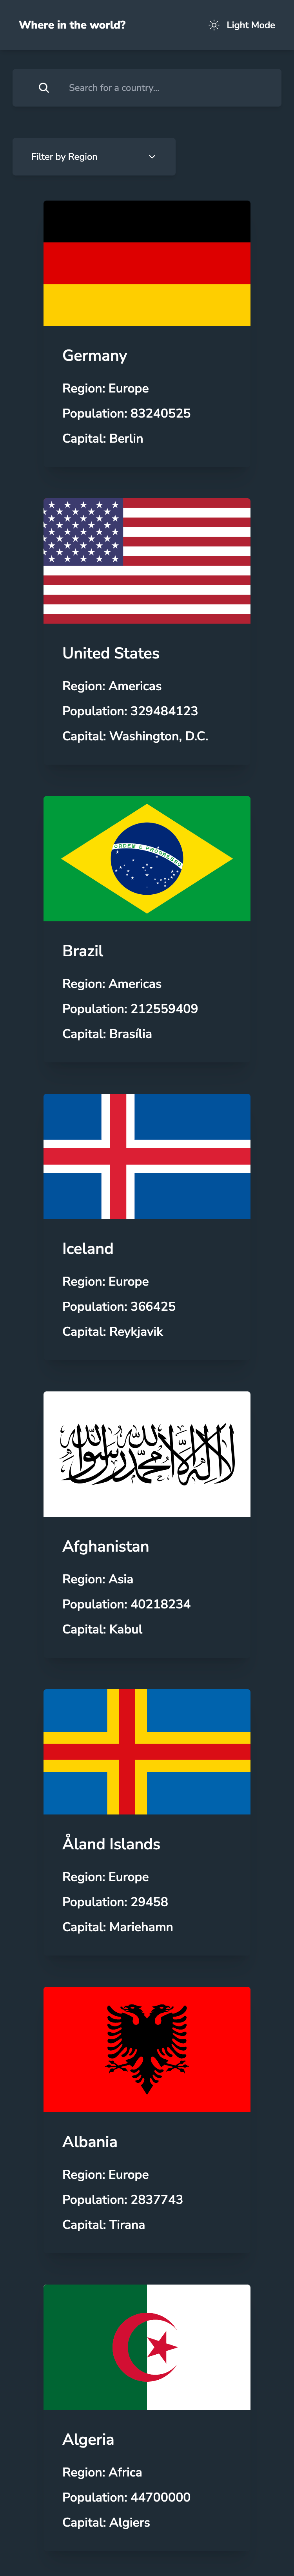 Where in the world?
Light Mode
Search for a country...
Filter by Region
Germany
Region: Europe
Population: 83240525
Capital: Berlin
United States
Region: Americas
Population: 329484123
Capital: Washington, D.C.
ORDEM E PROGRESSO
Brazil
Region: Americas
Population: 212559409
Capital: Brasília
Iceland
Region: Europe
Population: 366425
Capital: Reykjavik
لا إله إلا الله محمد رسول الله
Afghanistan
Region: Asia
Population: 40218234
Capital: Kabul
Åland Islands
Region: Europe
Population: 29458
Capital: Mariehamn
Albania
Region: Europe
Population: 2837743
Capital: Tirana
Algeria
Region: Africa
Population: 44700000
Capital: Algiers